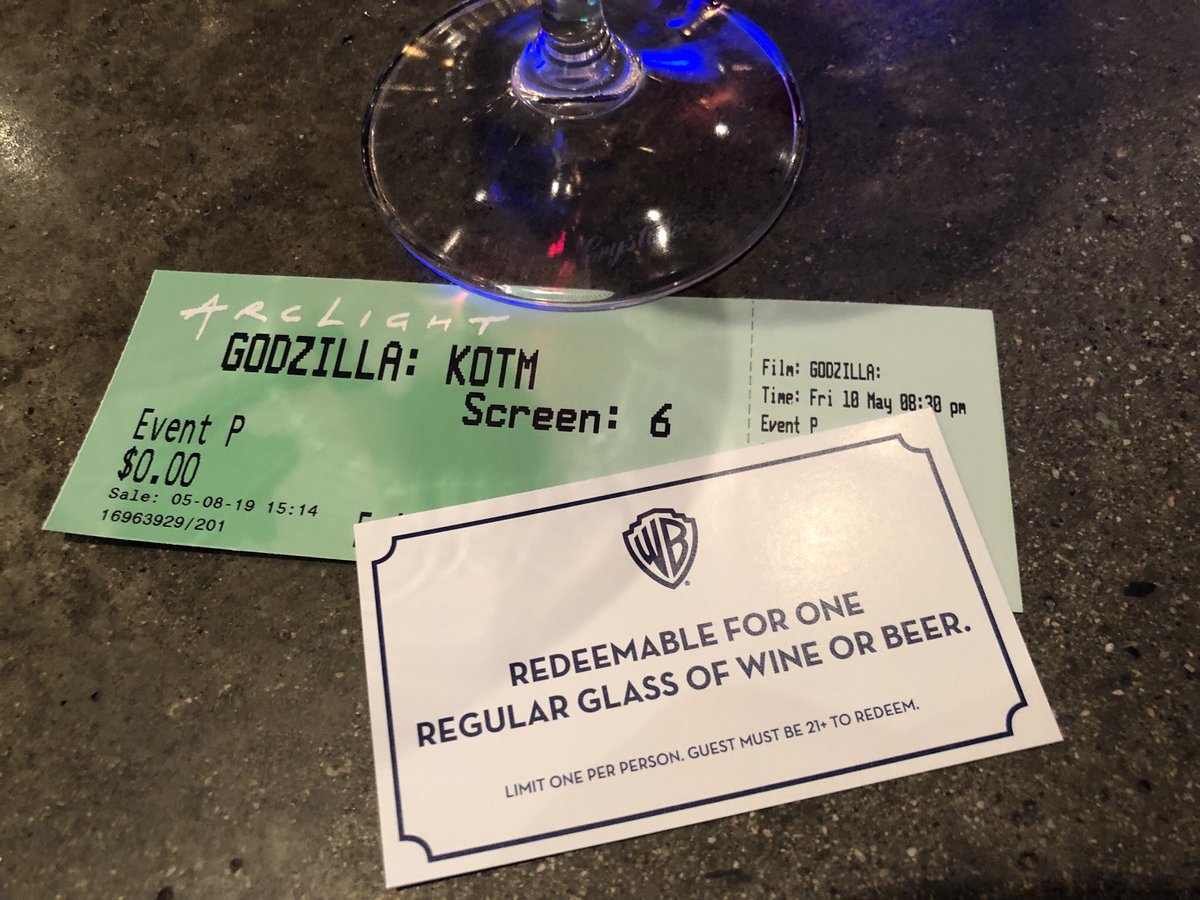 ARCLIGHT
GODZILLA: KOTM
Screen: 6
Event P
$0.00
Sale: 05-08-19 15:14
16963929/201
Film: GODZILLA:
Time: Fri 10 May 08:30 pm
Event P
WB
REDEEMABLE FOR ONE
REGULAR GLASS OF WINE OR BEER.
LIMIT ONE PER PERSON. GUEST MUST BE 21+ TO REDEEM.